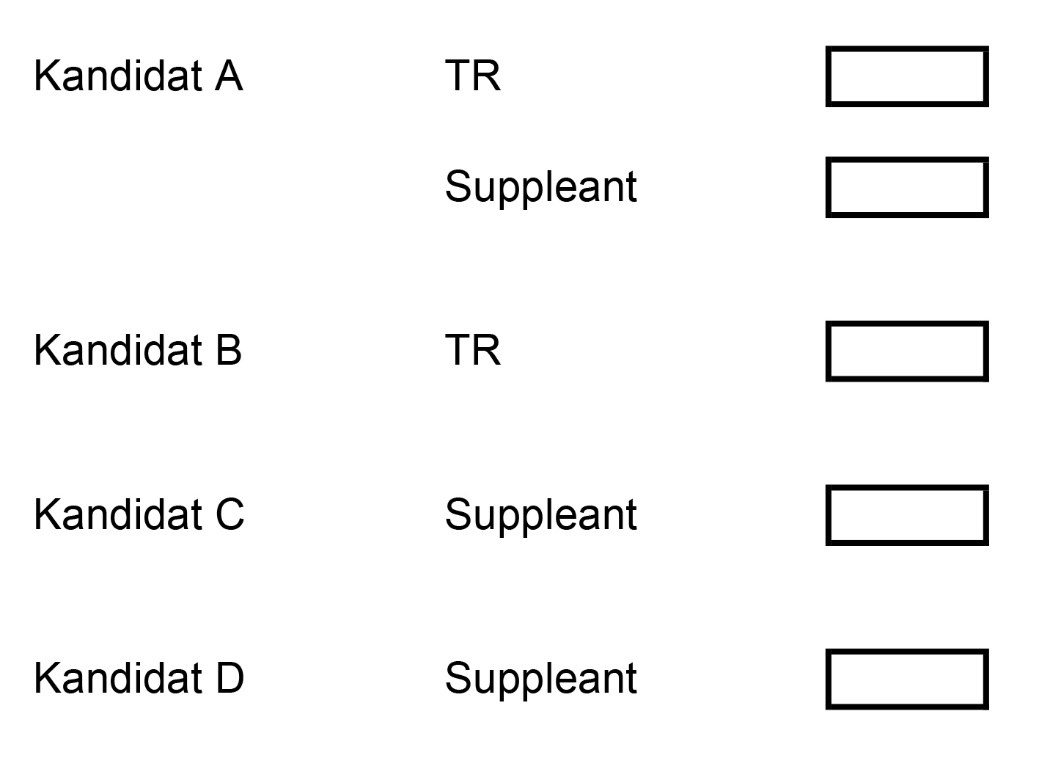 Kandidat A TR
Suppleant
Kandidat B TR
Kandidat C Suppleant
Kandidat D Suppleant